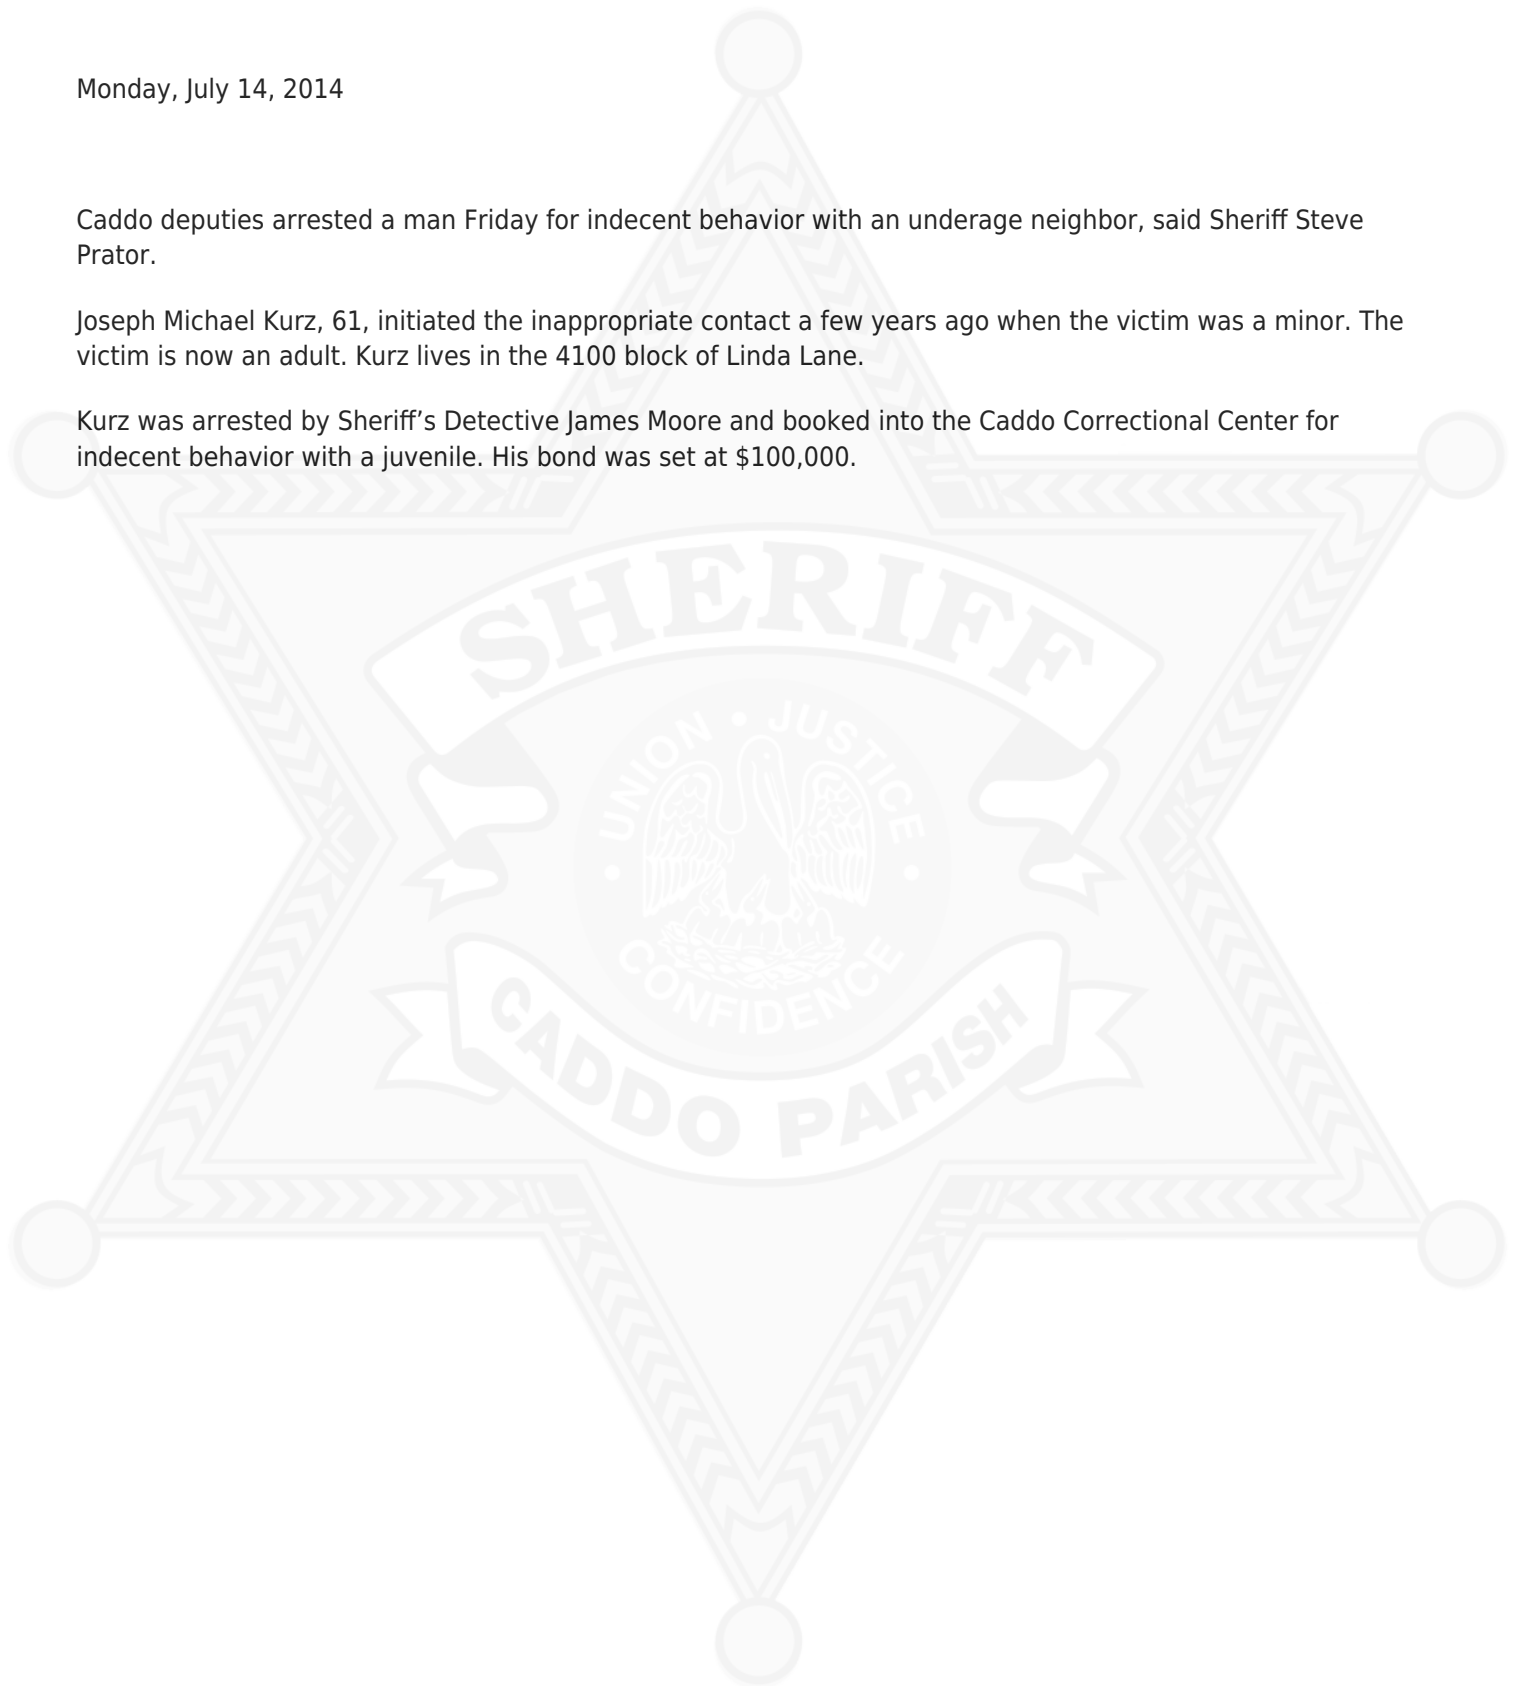 Monday, July 14, 2014
Caddo deputies arrested a man Friday for indecent behavior with an underage neighbor, said Sheriff Steve
Prator.
Joseph Michael Kurz, 61, initiated the inappropriate contact a few years ago when the victim was a minor. The
victim is now an adult. Kurz lives in the 4100 block of Linda Lane.
Kurz was arrested by Sheriff’s Detective James Moore and booked into the Caddo Correctional Center for
indecent behavior with a juvenile. His bond was set at $100,000.
SHERIFF
UNION • JUSTICE
• CONFIDENCE •
CADDO PARISH